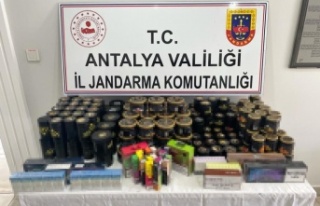 T.C.
ANTALYA VALİLİĞİ
İL JANDARMA KOMUTANLIĞI